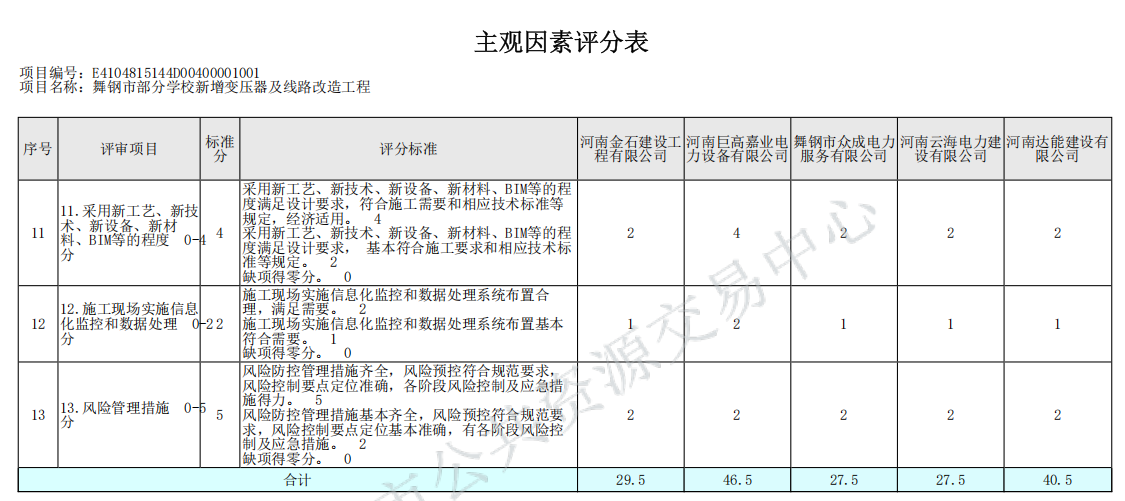 主观因素评分表
项目编号：E4104815144D00400001001
项目名称：舞钢市部分学校新增变压器及线路改造工程
序号
评审项目
标准
分
评分标准
河南金石建设工
程有限公司
河南巨高嘉业电
力设备有限公司
舞钢市众成电力
服务有限公司
河南云海电力建
设有限公司
河南达能建设有
限公司
11
11.采用新工艺、新技
术、新设备、新材
料、BIM等的程度 0-4
分
4
采用新工艺、新技术、新设备、新材料、BIM等的程
度满足设计要求，符合施工需要和相应技术标准等
规定，经济适用。 4
采用新工艺、新技术、新设备、新材料、BIM等的程
度满足设计要求， 基本符合施工要求和相应技术标
准等规定。 2
缺项得零分。 0
2
4
2
2
2
12
12.施工现场实施信息
化监控和数据处理 0-2
分
2
施工现场实施信息化监控和数据处理系统布置合
理，满足需要。 2
施工现场实施信息化监控和数据处理系统布置基本
符合需要。 1
缺项得零分。 0
1
2
1
1
1
13
13.风险管理措施 0-5
分
5
风险防控管理措施齐全，风险预控符合规范要求，
风险控制要点定位准确，各阶段风险控制及应急措
施得力。 5
风险防控管理措施基本齐全，风险预控符合规范要
求，风险控制要点定位基本准确，有各阶段风险控
制及应急措施。 2
缺项得零分。 0
2
2
2
2
2
合计
29.5
46.5
27.5
27.5
40.5
市公共资源交易中心